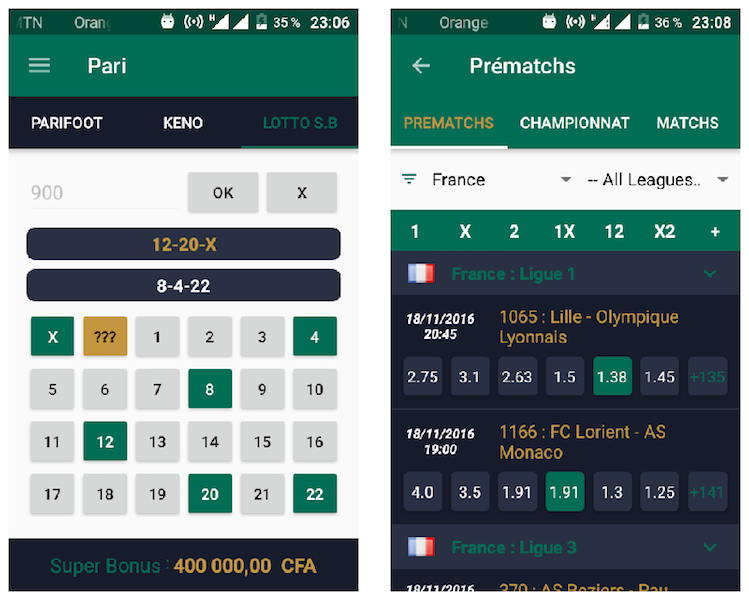 MTN Orang H 35 % 23:06
Pari
PARIFOOT KENO LOTTO S.B
900 OK X
12-20-X
8-4-22
X ??? 1 2 3 4
5 6 7 8 9 10
11 12 13 14 15 16
17 18 19 20 21 22
Super Bonus : 400 000,00 CFA
N Orange H 36 % 23:08
Prématchs
PREMATCHS CHAMPIONNAT MATCHS
France -- All Leagues..
1 X 2 1X 12 X2 +
France : Ligue 1
18/11/2016
20:45
1065 : Lille - Olympique
Lyonnais
2.75 3.1 2.63 1.5 1.38 1.45 +135
18/11/2016
19:00
1166 : FC Lorient - AS
Monaco
4.0 3.5 1.91 1.91 1.3 1.25 +141
France : Ligue 3
18/11/2016 370 : AS Beziers - Pau